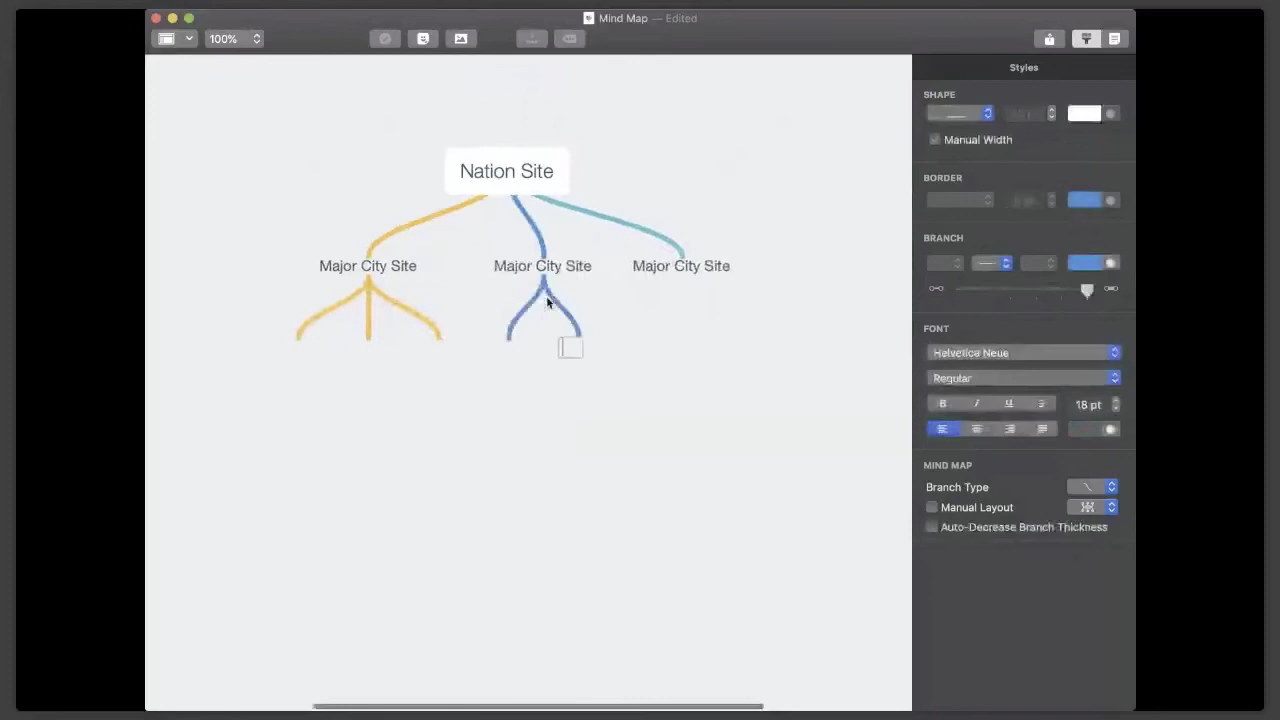 Mind Map — Edited
100%
Styles
SHAPE
Manual Width
BORDER
Nation Site
BRANCH
Major City Site
Major City Site
Major City Site
FONT
Helvetica Neue
Regular
B I U S
18 pt
MIND MAP
Branch Type
Manual Layout
Auto-Decrease Branch Thickness